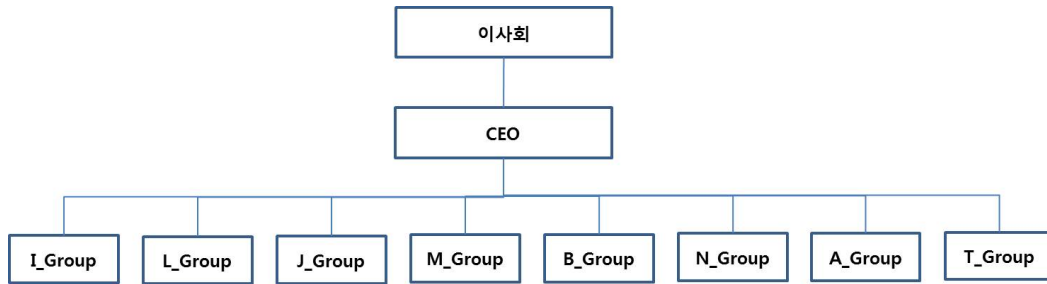 이사회
CEO
I_Group
L_Group
J_Group
M_Group
B_Group
N_Group
A_Group
T_Group